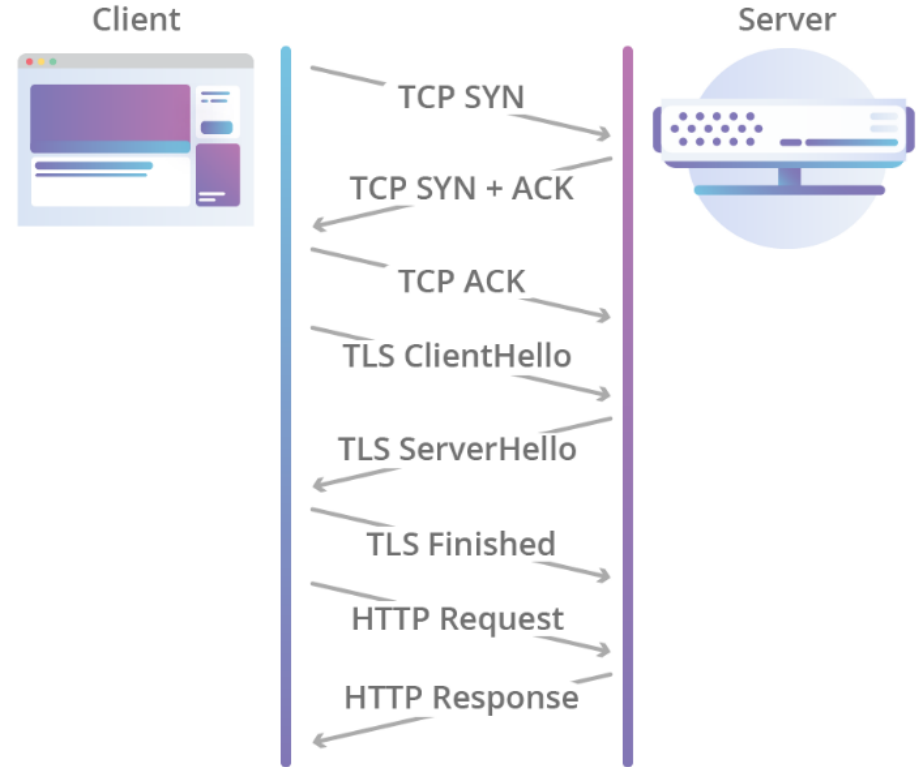 Client
Server
TCP SYN
TCP SYN + ACK
TCP ACK
TLS ClientHello
TLS ServerHello
TLS Finished
HTTP Request
HTTP Response